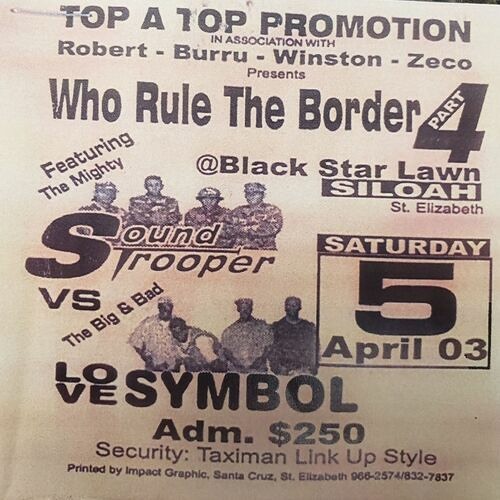 TOP A TOP PROMOTION
IN ASSOCIATION WITH
Robert - Burru - Winston - Zeco
Presents
Who Rule The Border PART 4
Featuring
The Mighty
@Black Star Lawn
SILOAH
St. Elizabeth
Sound
Trooper
VS
The Big & Bad
LOVE SYMBOL
SATURDAY
5
April 03
Adm. $250
Security: Taximan Link Up Style
Printed by Impact Graphic, Santa Cruz, St. Elizabeth 966-2574/832-7837